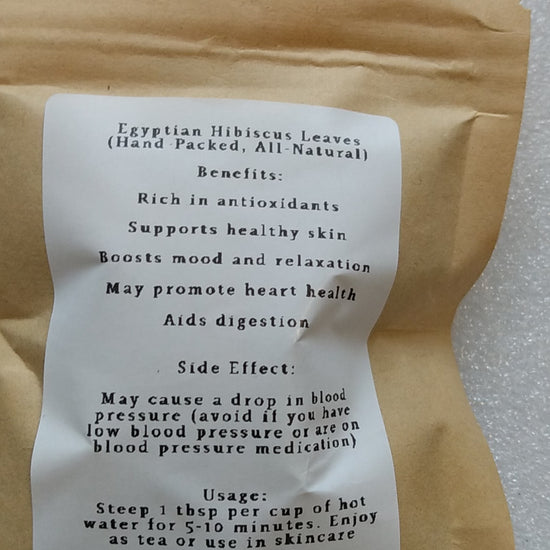 Egyptian Hibiscus Leaves
(Hand-Packed, All-Natural)
Benefits:
Rich in antioxidants
Supports healthy skin
Boosts mood and relaxation
May promote heart health
Aids digestion
Side Effect:
May cause a drop in blood
pressure (avoid if you have
low blood pressure or are on
blood pressure medication)
Usage:
Steep 1 tbsp per cup of hot
water for 5-10 minutes. Enjoy
as tea or use in skincare